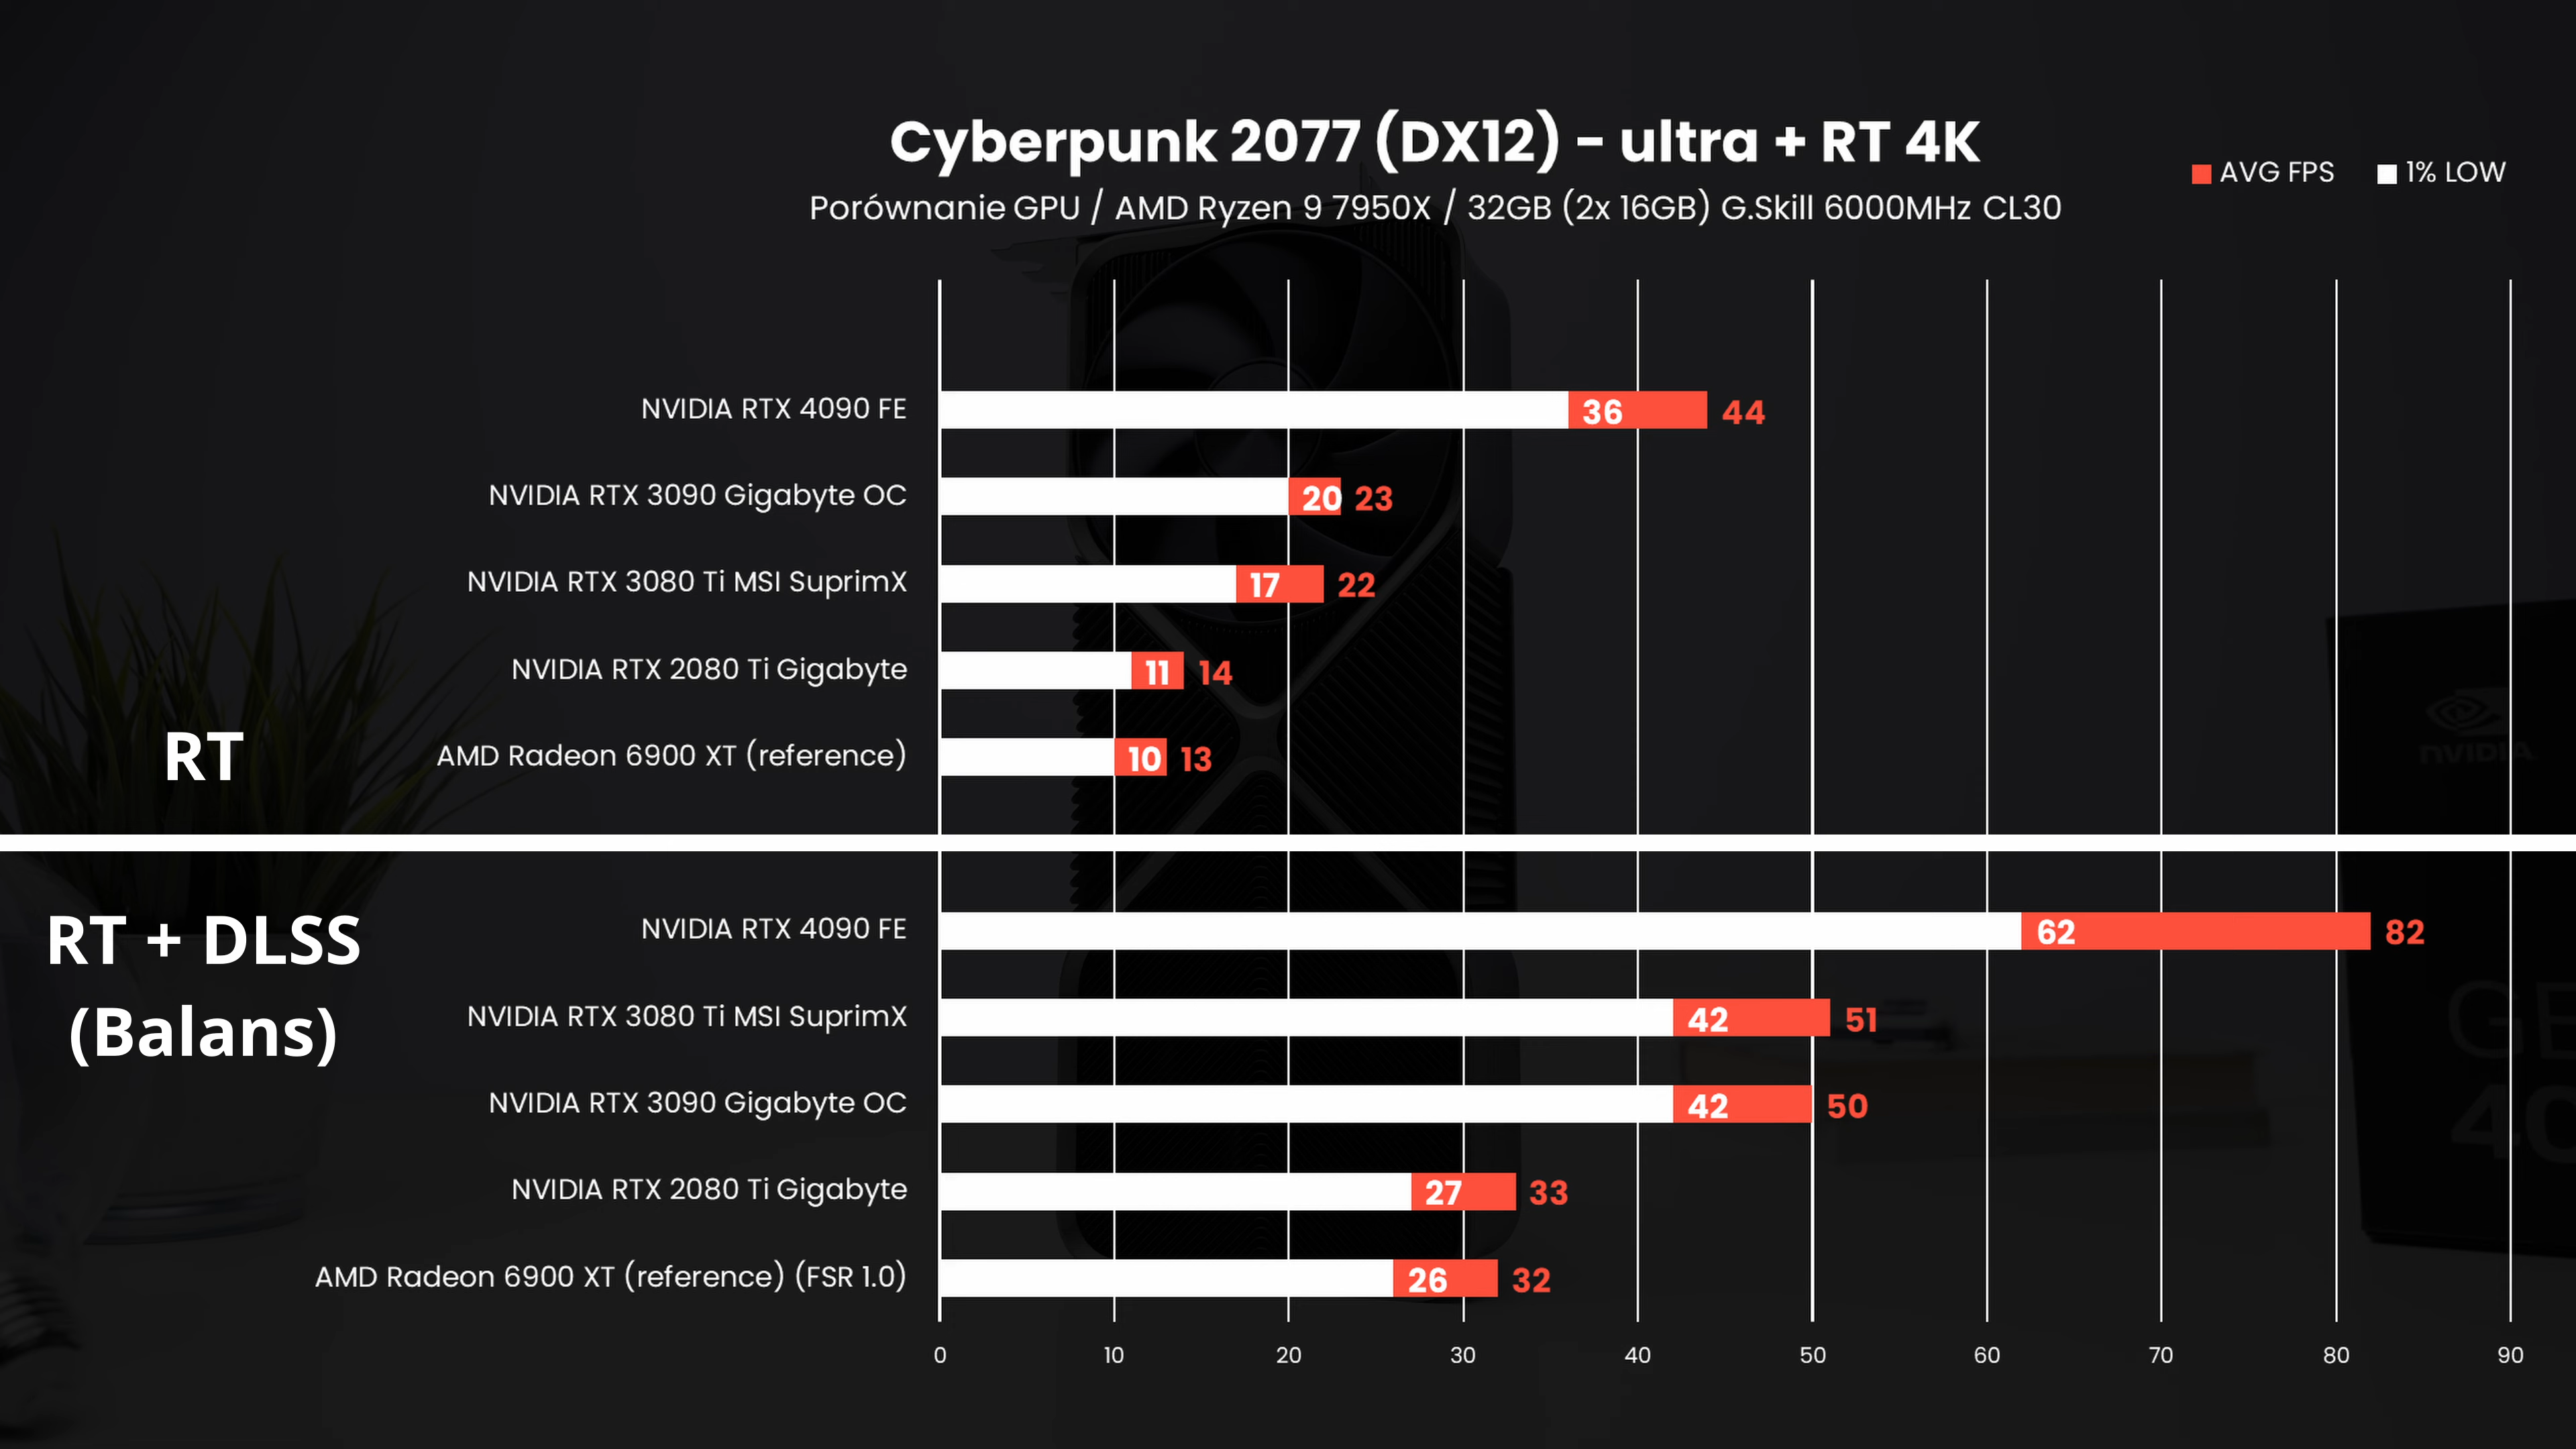 Cyberpunk 2077 (DX12) - ultra + RT 4K
Porównanie GPU / AMD Ryzen 9 7950X / 32GB (2x 16GB) G.Skill 6000MHz CL30
AVG FPS 1% LOW
NVIDIA RTX 4090 FE 36 44
NVIDIA RTX 3090 Gigabyte OC 20 23
NVIDIA RTX 3080 Ti MSI SuprimX 17 22
NVIDIA RTX 2080 Ti Gigabyte 11 14
RT
AMD Radeon 6900 XT (reference) 10 13
NVIDIA
RT + DLSS
(Balans)
NVIDIA RTX 4090 FE 62 82
NVIDIA RTX 3080 Ti MSI SuprimX 42 51
NVIDIA RTX 3090 Gigabyte OC 42 50
NVIDIA RTX 2080 Ti Gigabyte 27 33
AMD Radeon 6900 XT (reference) (FSR 1.0) 26 32
GE
40
0 10 20 30 40 50 60 70 80 90